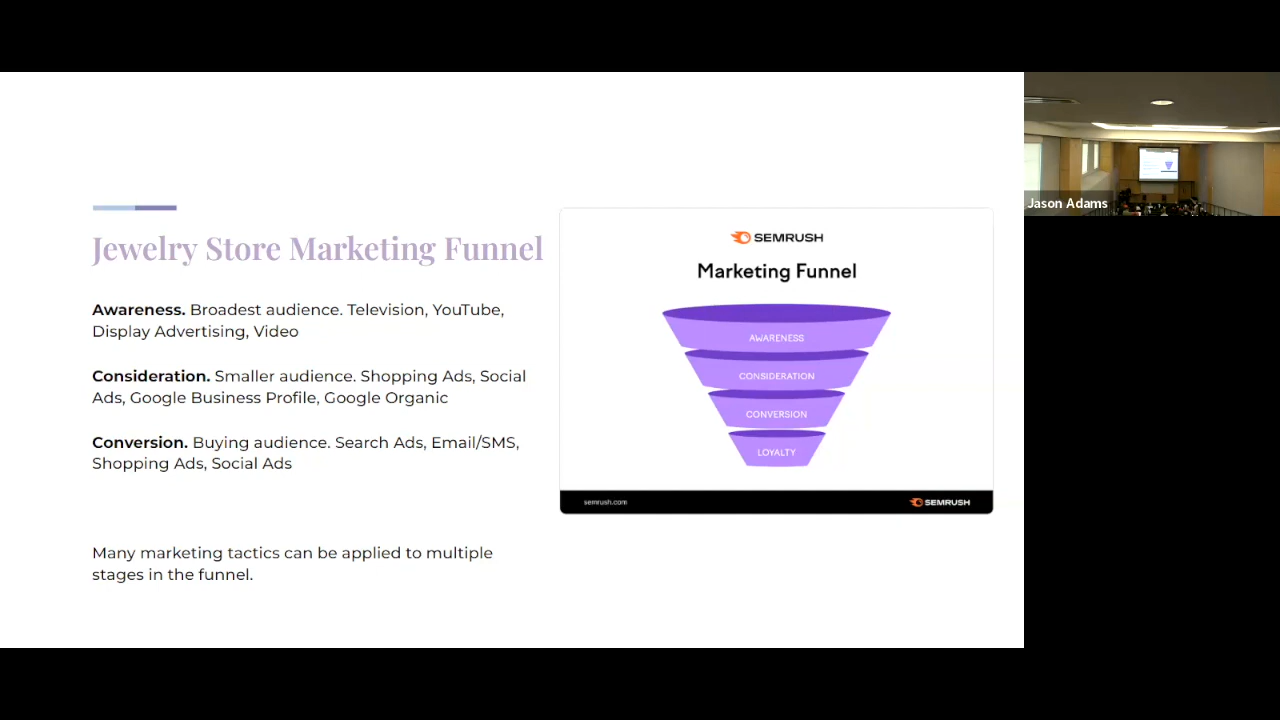 Jewelry Store Marketing Funnel
Awareness. Broadest audience. Television, YouTube,
Display Advertising, Video
Consideration. Smaller audience. Shopping Ads, Social
Ads, Google Business Profile, Google Organic
Conversion. Buying audience. Search Ads, Email/SMS,
Shopping Ads, Social Ads
Many marketing tactics can be applied to multiple
stages in the funnel.
SEMRUSH
Marketing Funnel
AWARENESS
CONSIDERATION
CONVERSION
LOYALTY
semrush.com
SEMRUSH
Jason Adams